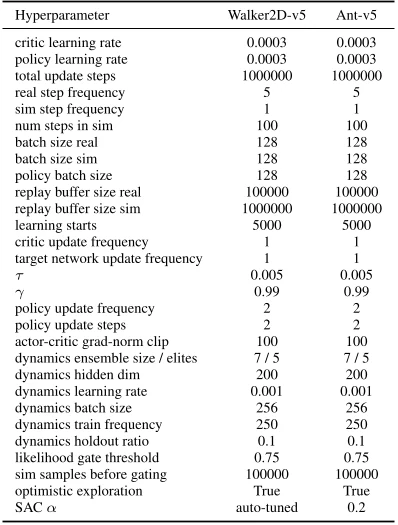 Hyperparameter Walker2D-v5 Ant-v5
critic learning rate 0.0003 0.0003
policy learning rate 0.0003 0.0003
total update steps 1000000 1000000
real step frequency 5 5
sim step frequency 1 1
num steps in sim 100 100
batch size real 128 128
batch size sim 128 128
policy batch size 128 128
replay buffer size real 100000 100000
replay buffer size sim 1000000 1000000
learning starts 5000 5000
critic update frequency 1 1
target network update frequency 1 1
τ 0.005 0.005
γ 0.99 0.99
policy update frequency 2 2
policy update steps 2 2
actor-critic grad-norm clip 100 100
dynamics ensemble size / elites 7 / 5 7 / 5
dynamics hidden dim 200 200
dynamics learning rate 0.001 0.001
dynamics batch size 256 256
dynamics train frequency 250 250
dynamics holdout ratio 0.1 0.1
likelihood gate threshold 0.75 0.75
sim samples before gating 100000 100000
optimistic exploration True True
SAC α auto-tuned 0.2